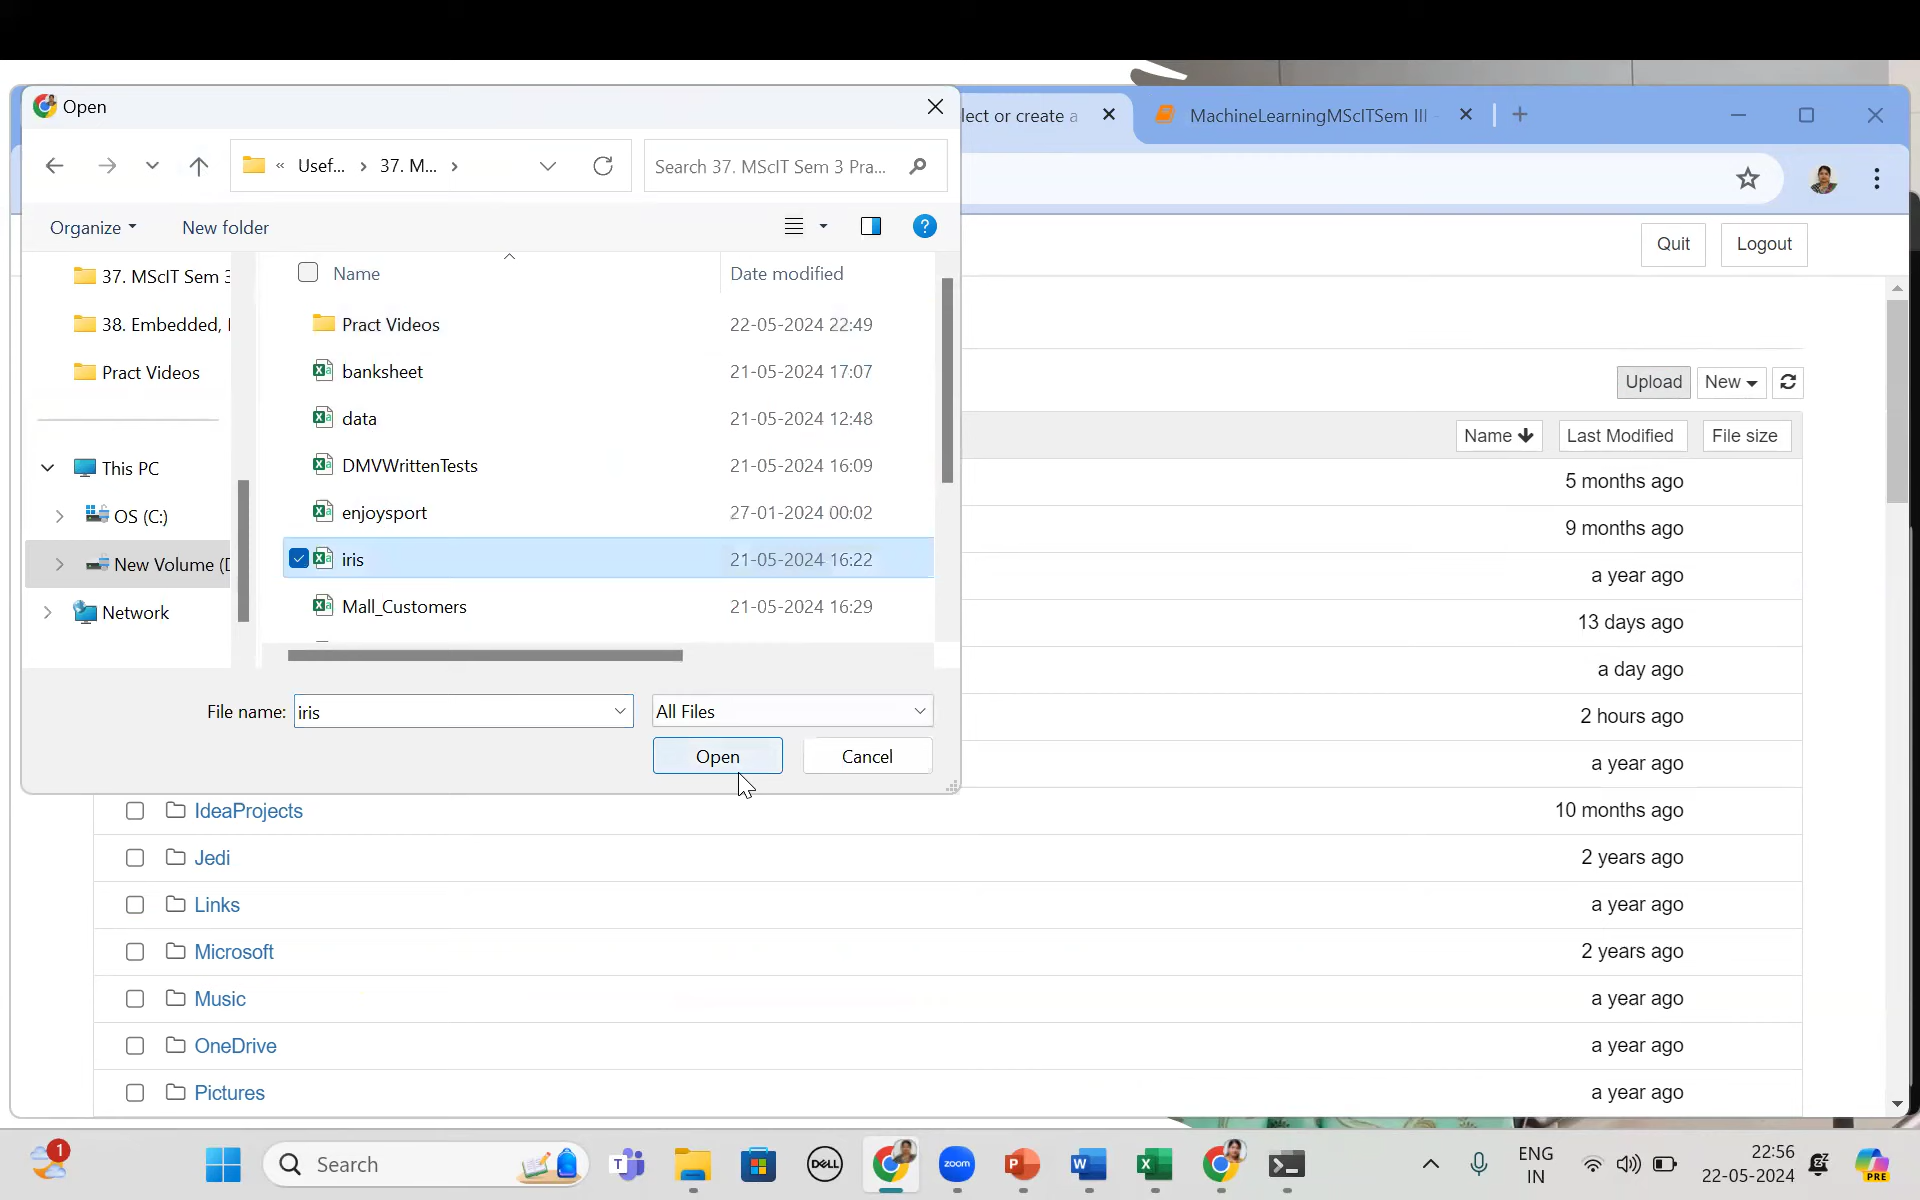 Open
lect or create a
MachineLearningMScITSem III
« Usef... > 37. M... >
Search 37. MScIT Sem 3 Pra...
Organize
New folder
Quit
Logout
37. MScIT Sem 3
38. Embedded,
Pract Videos
This PC
OS (C:)
New Volume (D
Network
Name
Date modified
Pract Videos 22-05-2024 22:49
banksheet 21-05-2024 17:07
data 21-05-2024 12:48
DMVWrittenTests 21-05-2024 16:09
enjoysport 27-01-2024 00:02
iris 21-05-2024 16:22
Mall_Customers 21-05-2024 16:29
File name: iris
All Files
Open
Cancel
Upload
New
Name
Last Modified
File size
5 months ago
9 months ago
a year ago
13 days ago
a day ago
2 hours ago
a year ago
IdeaProjects 10 months ago
Jedi 2 years ago
Links a year ago
Microsoft 2 years ago
Music a year ago
OneDrive a year ago
Pictures a year ago
1
Search
DELL
zoom
ENG
IN
22:56
22-05-2024
PRE